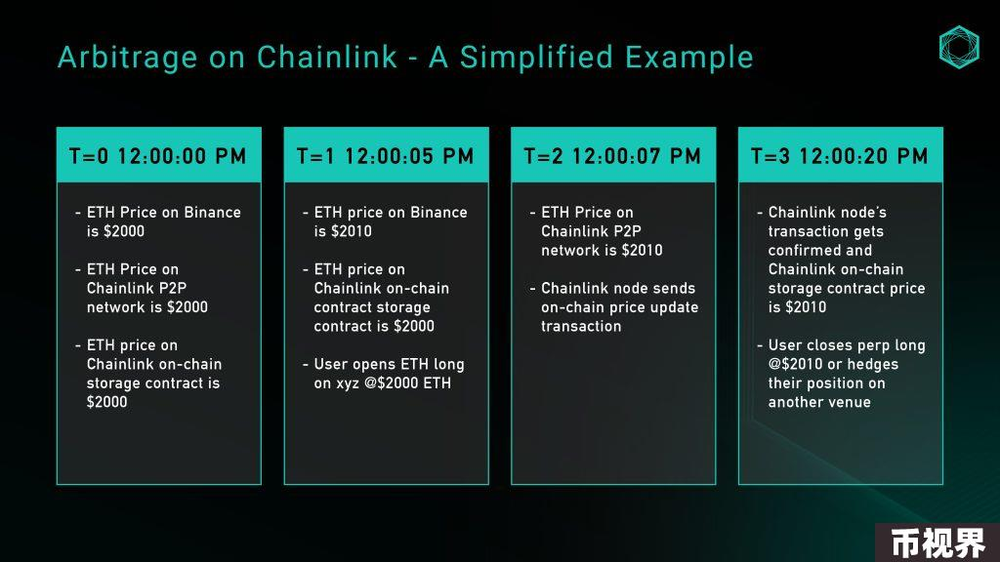 Arbitrage on Chainlink - A Simplified Example
T=0 12:00:00 PM
- ETH Price on Binance
is $2000
- ETH Price on
Chainlink P2P
network is $2000
- ETH price on
Chainlink on-chain
storage contract is
$2000
T=1 12:00:05 PM
- ETH price on Binance
is $2010
- ETH price on
Chainlink on-chain
contract storage
contract is $2000
- User opens ETH long
on xyz @$2000 ETH
T=2 12:00:07 PM
- ETH Price on
Chainlink P2P
network is $2010
- Chainlink node sends
on-chain price update
transaction
T=3 12:00:20 PM
- Chainlink node's
transaction gets
confirmed and
Chainlink on-chain
storage contract price
is $2010
- User closes perp long
@$2010 or hedges
their position on
another venue
币视界